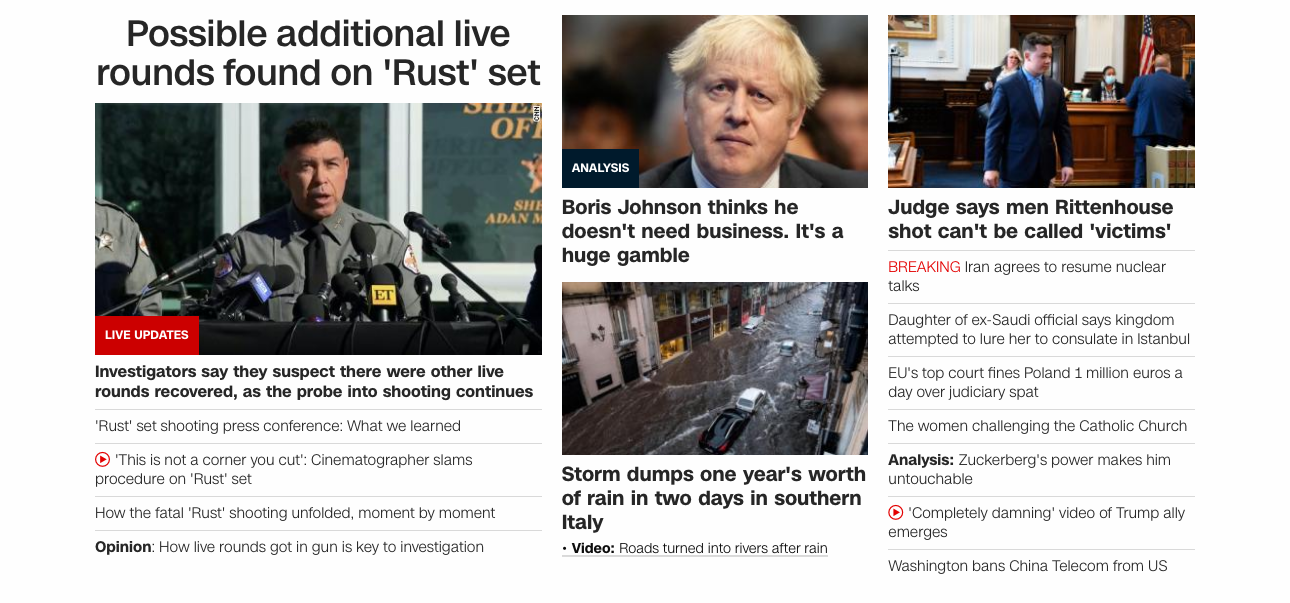 Possible additional live
rounds found on 'Rust' set
CNN
SHE
OFF
SHE
ADAN M
ET
LIVE UPDATES
Investigators say they suspect there were other live
rounds recovered, as the probe into shooting continues
'Rust' set shooting press conference: What we learned
'This is not a corner you cut': Cinematographer slams
procedure on 'Rust' set
How the fatal 'Rust' shooting unfolded, moment by moment
Opinion: How live rounds got in gun is key to investigation
ANALYSIS
Boris Johnson thinks he
doesn't need business. It's a
huge gamble
Storm dumps one year's worth
of rain in two days in southern
Italy
• Video: Roads turned into rivers after rain
Judge says men Rittenhouse
shot can't be called 'victims'
BREAKING Iran agrees to resume nuclear
talks
Daughter of ex-Saudi official says kingdom
attempted to lure her to consulate in Istanbul
EU's top court fines Poland 1 million euros a
day over judiciary spat
The women challenging the Catholic Church
Analysis: Zuckerberg's power makes him
untouchable
'Completely damning' video of Trump ally
emerges
Washington bans China Telecom from US